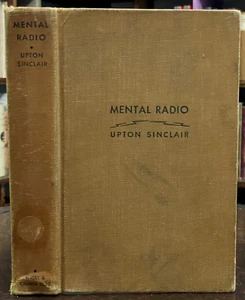 MENTAL
RADIO
UPTON
SINCLAIR
MENTAL RADIO
UPTON SINCLAIR